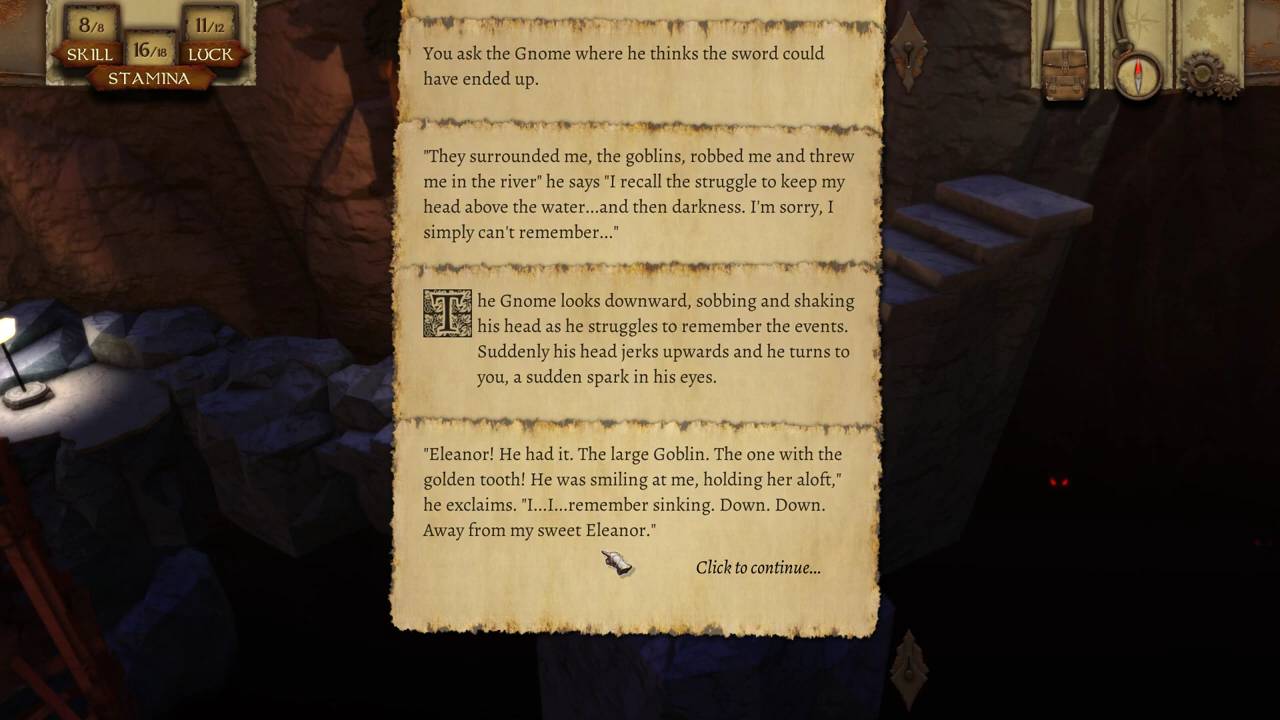 8/8
11/12
SKILL
16/18
LUCK
STAMINA
You ask the Gnome where he thinks the sword could
have ended up.
"They surrounded me, the goblins, robbed me and threw
me in the river" he says "I recall the struggle to keep my
head above the water...and then darkness. I'm sorry, I
simply can't remember..."
The Gnome looks downward, sobbing and shaking
his head as he struggles to remember the events.
Suddenly his head jerks upwards and he turns to
you, a sudden spark in his eyes.
"Eleanor! He had it. The large Goblin. The one with the
golden tooth! He was smiling at me, holding her aloft,"
he exclaims. "I...I...remember sinking. Down. Down.
Away from my sweet Eleanor."
Click to continue...